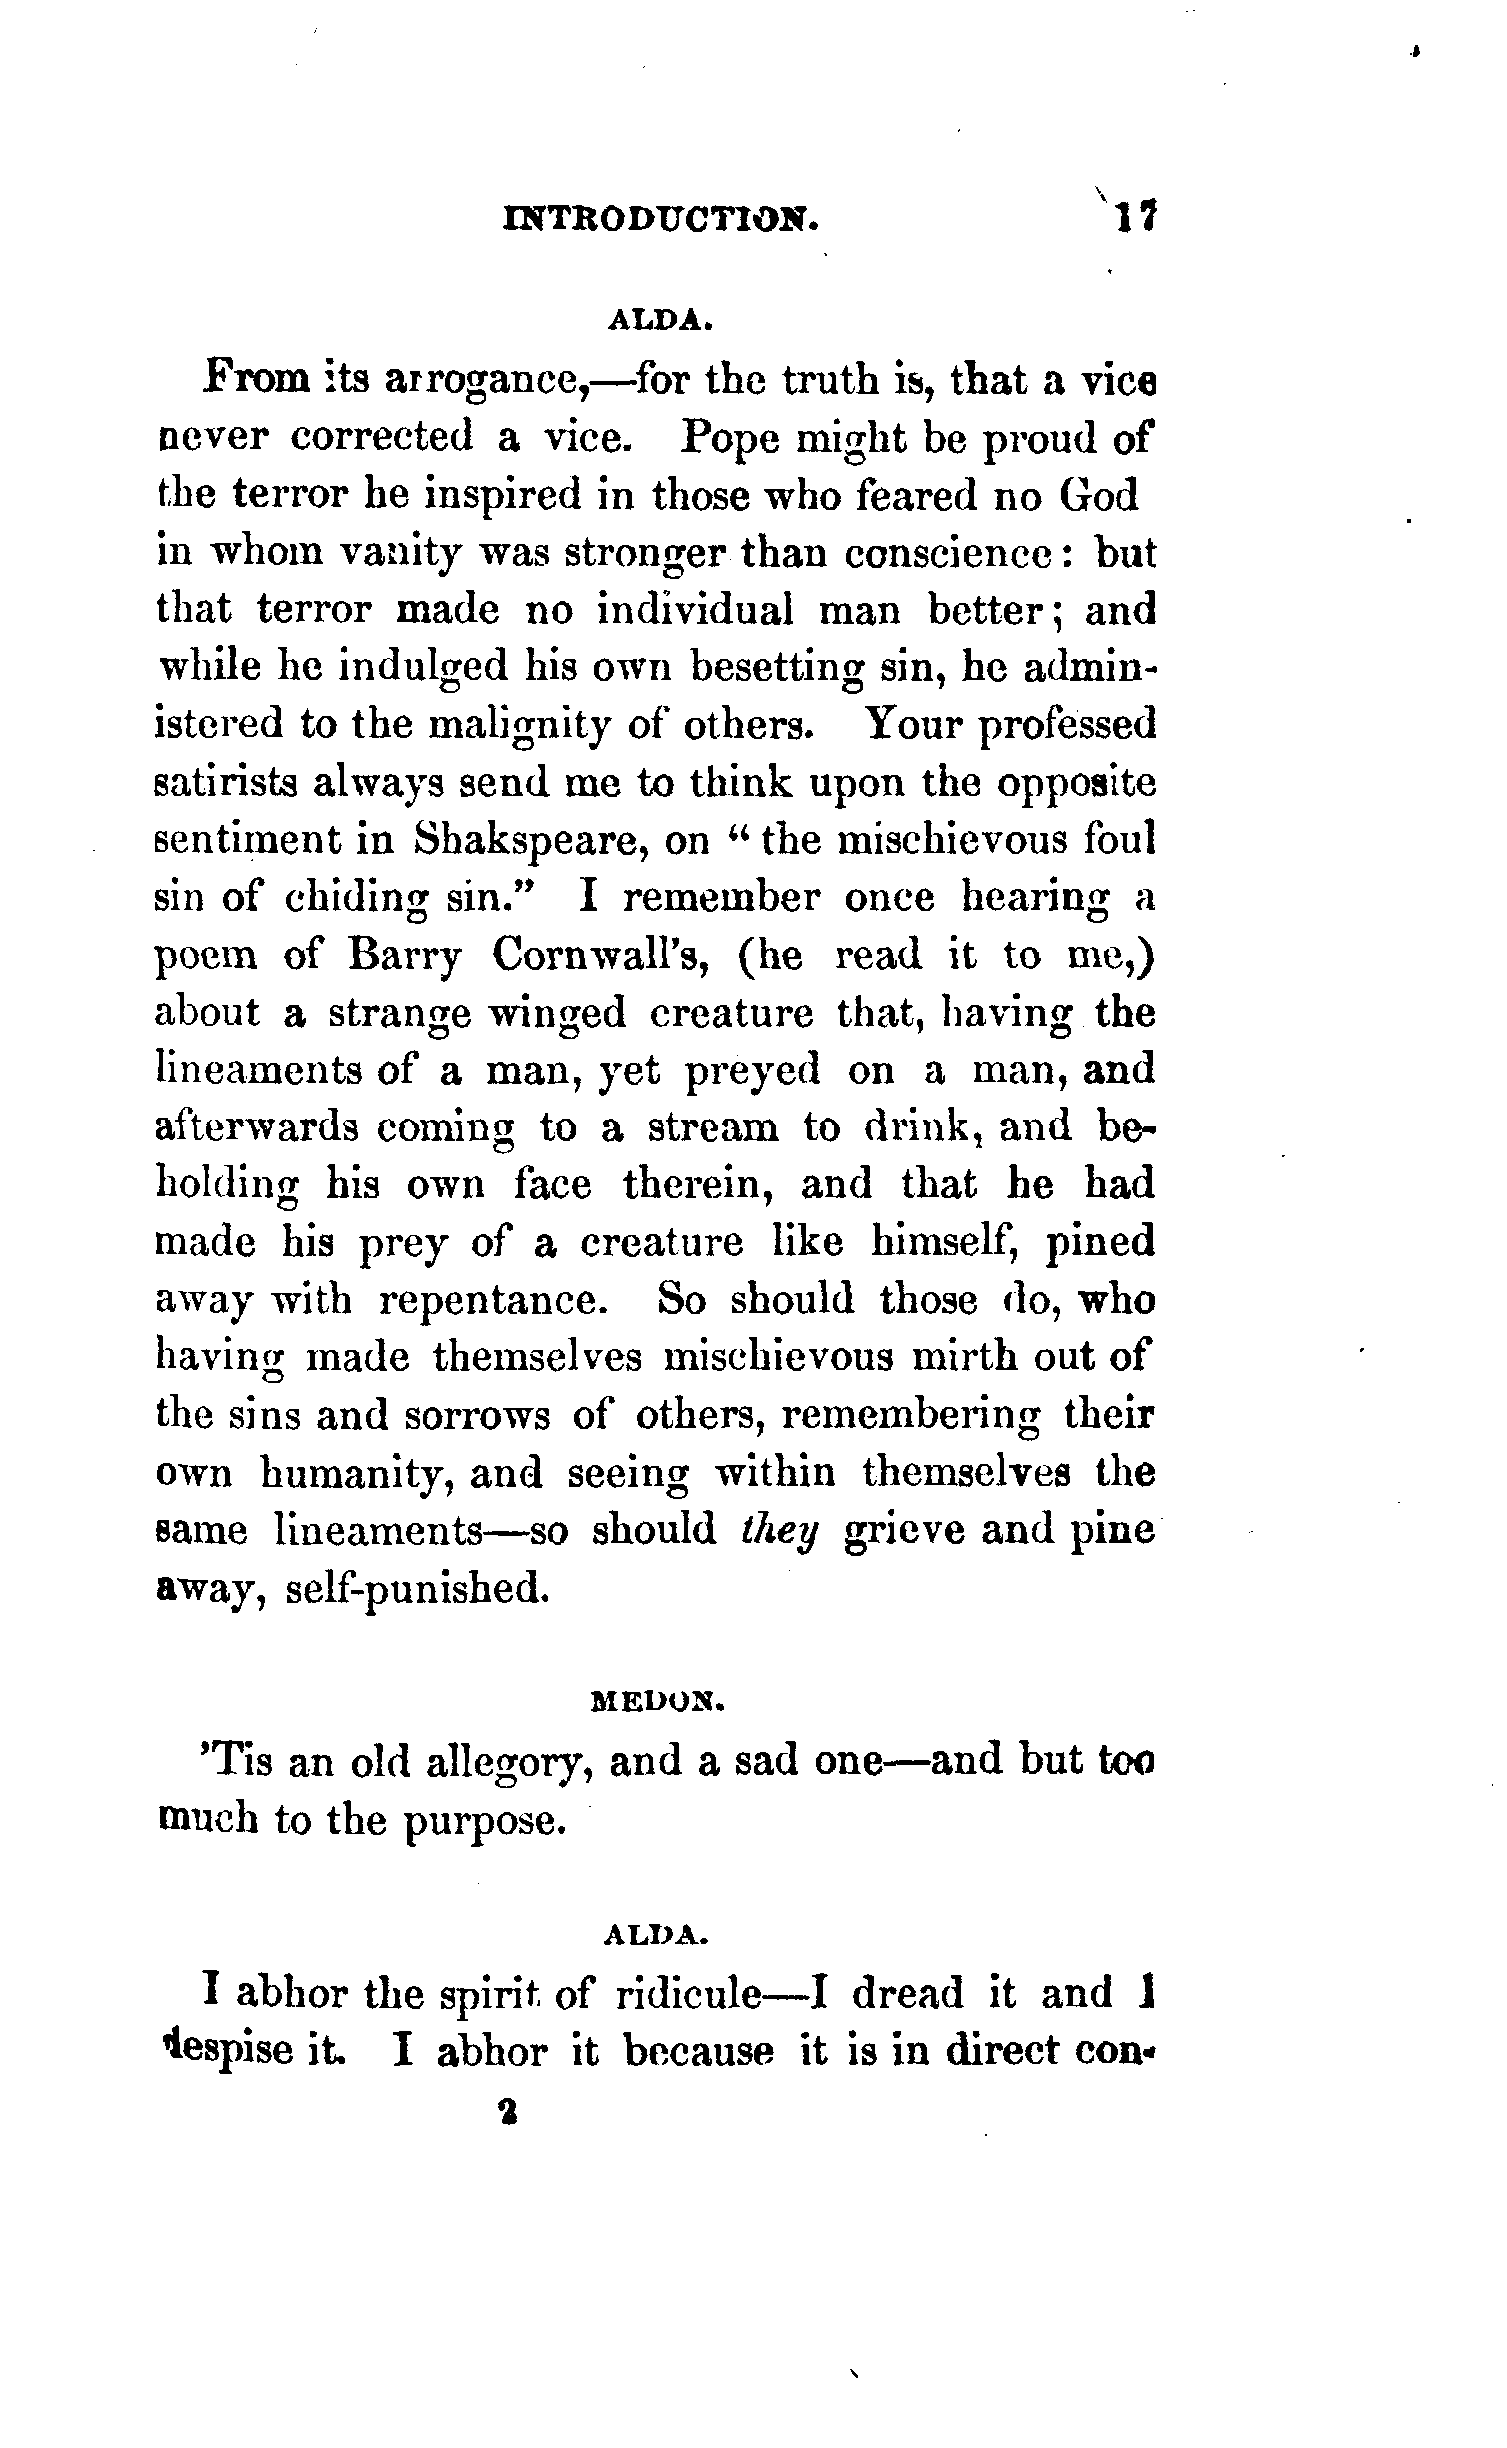 INTRODUCTION. 17
ALDA.
From its arrogance,—for the truth is, that a vice
never corrected a vice. Pope might be proud of
the terror he inspired in those who feared no God
in whom vanity was stronger than conscience: but
that terror made no individual man better; and
while he indulged his own besetting sin, he admin-
istered to the malignity of others. Your professed
satirists always send me to think upon the opposite
sentiment in Shakspeare, on "the mischievous foul
sin of chiding sin." I remember once hearing a
poem of Barry Cornwall's, (he read it to me,)
about a strange winged creature that, having the
lineaments of a man, yet preyed on a man, and
afterwards coming to a stream to drink, and be-
holding his own face therein, and that he had
made his prey of a creature like himself, pined
away with repentance. So should those do, who
having made themselves mischievous mirth out of
the sins and sorrows of others, remembering their
own humanity, and seeing within themselves the
same lineaments—so should they grieve and pine
away, self-punished.
MEDON.
'Tis an old allegory, and a sad one—and but too
much to the purpose.
ALDA.
I abhor the spirit of ridicule—I dread it and I
despise it. I abhor it because it is in direct con-
2